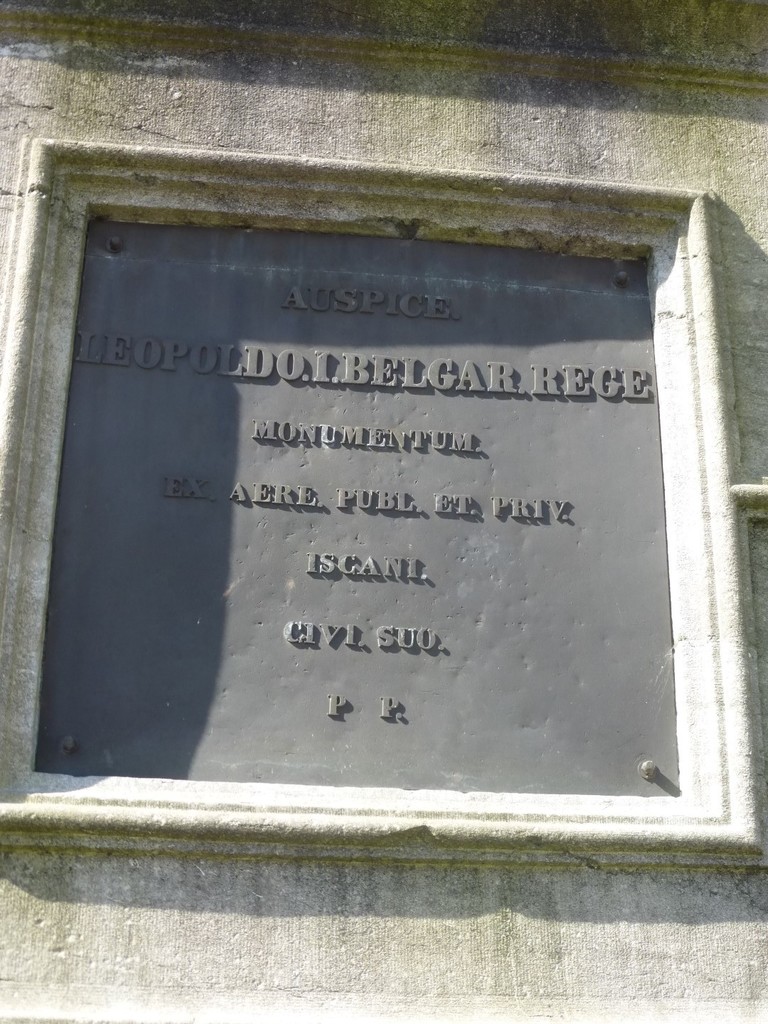 AUSPICE.
LEOPOLDO.I.BELGAR.REGE
MONUMENTUM.
EX. AERE. PUBL. ET. PRIV.
ISCANI.
CIVI. SUO.
P P.